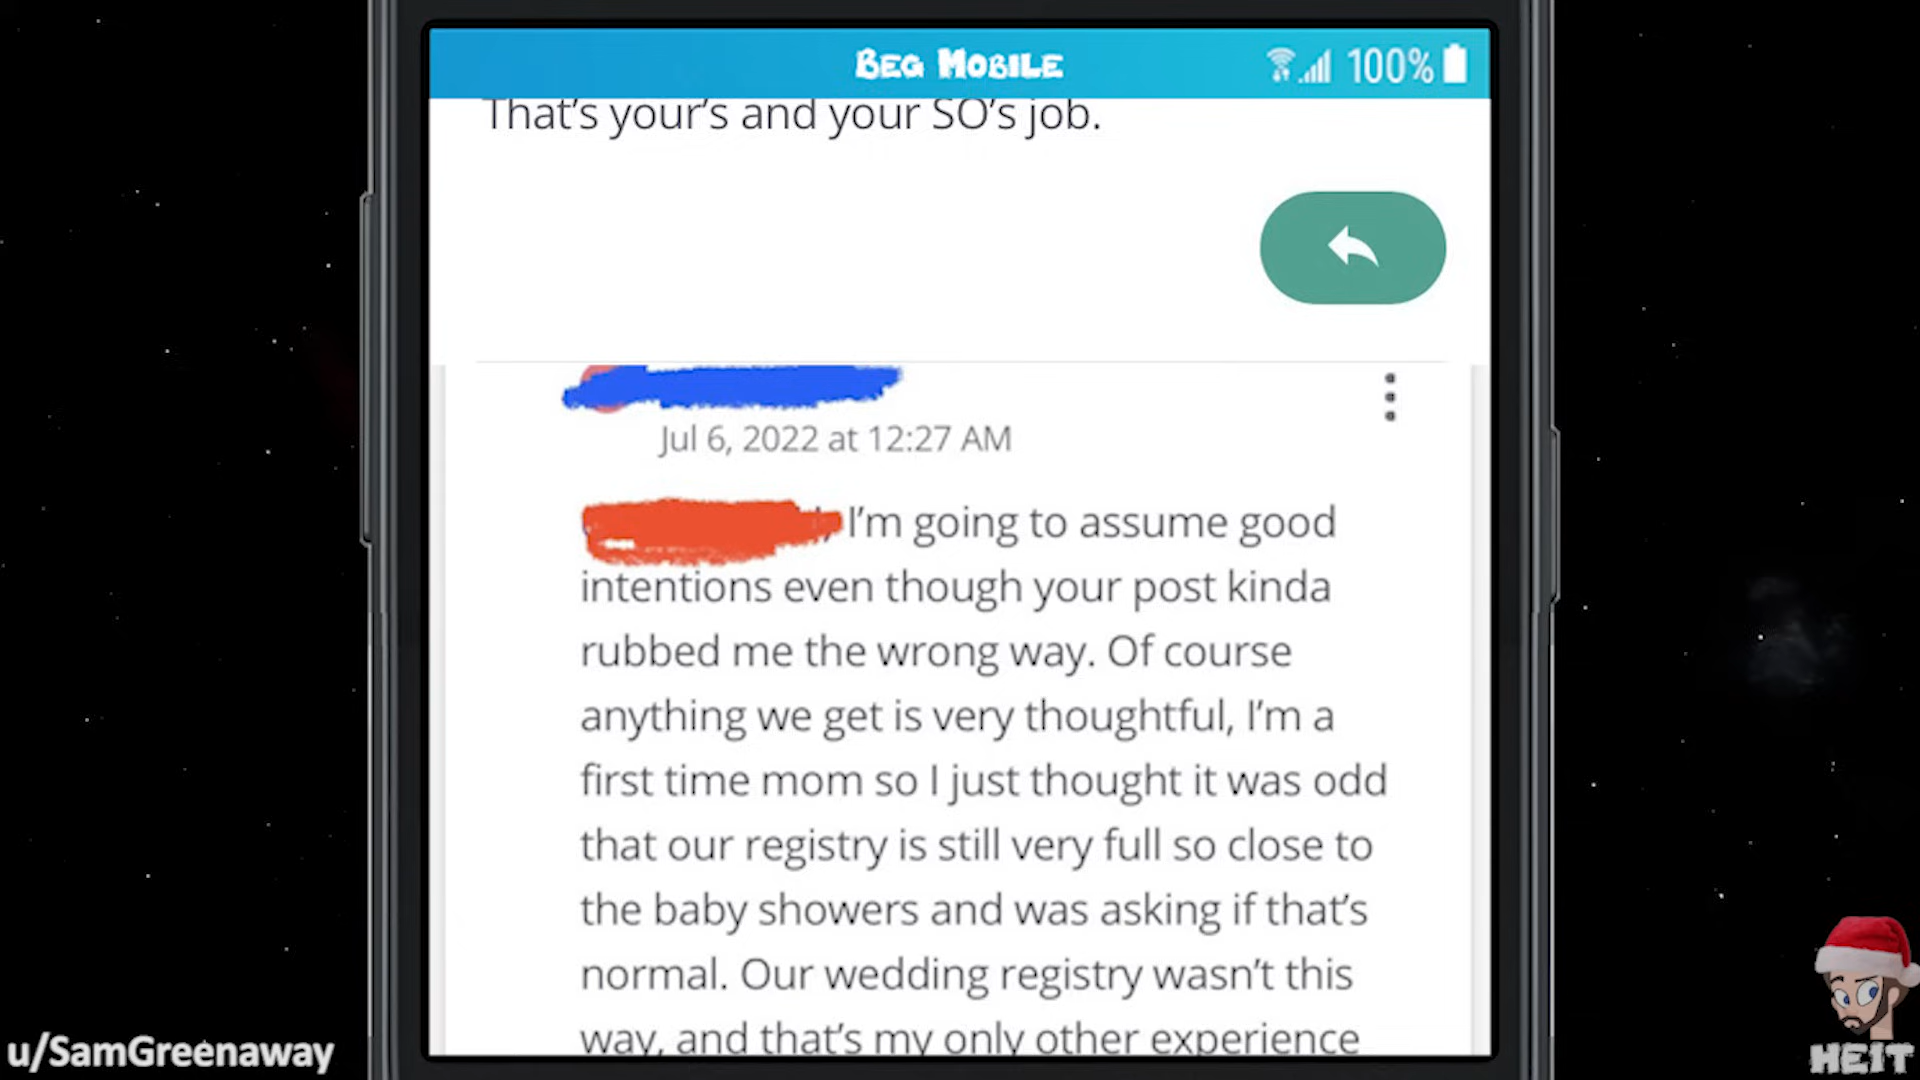 BEG MOBILE
100%
That's your's and your SO's job.
Jul 6, 2022 at 12:27 AM
I'm going to assume good
intentions even though your post kinda
rubbed me the wrong way. Of course
anything we get is very thoughtful, I'm a
first time mom so I just thought it was odd
that our registry is still very full so close to
the baby showers and was asking if that's
normal. Our wedding registry wasn't this
way, and that's my only other experience
u/SamGreenaway
HEIT